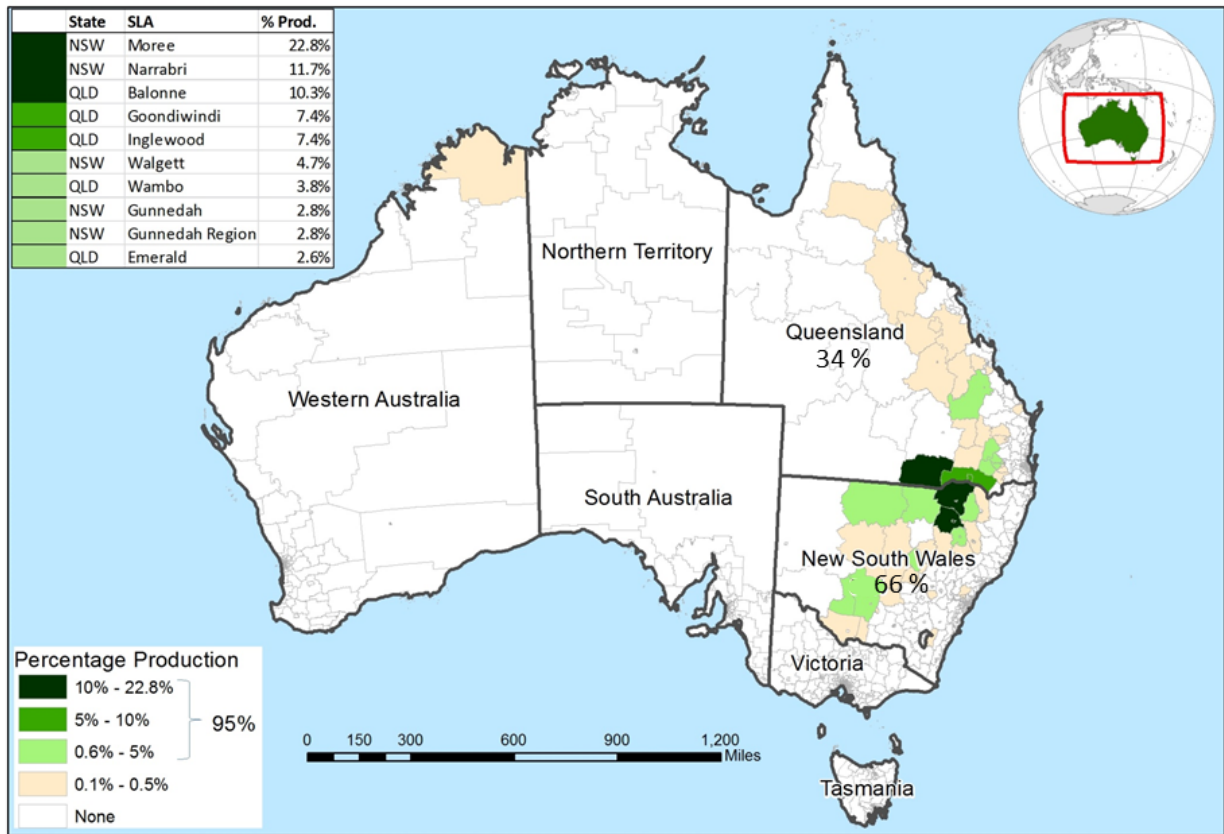 State SLA % Prod.
NSW Moree 22.8%
NSW Narrabri 11.7%
QLD Balonne 10.3%
QLD Goondiwindi 7.4%
QLD Inglewood 7.4%
NSW Walgett 4.7%
QLD Wambo 3.8%
NSW Gunnedah 2.8%
NSW Gunnedah Region 2.8%
QLD Emerald 2.6%
Northern Territory
Queensland
34 %
Western Australia
South Australia
New South Wales
66 %
Victoria
Tasmania
Percentage Production
10% - 22.8%
5% - 10%
95%
0.6% - 5%
0.1% - 0.5%
None
0 150 300 600 900 1,200
Miles